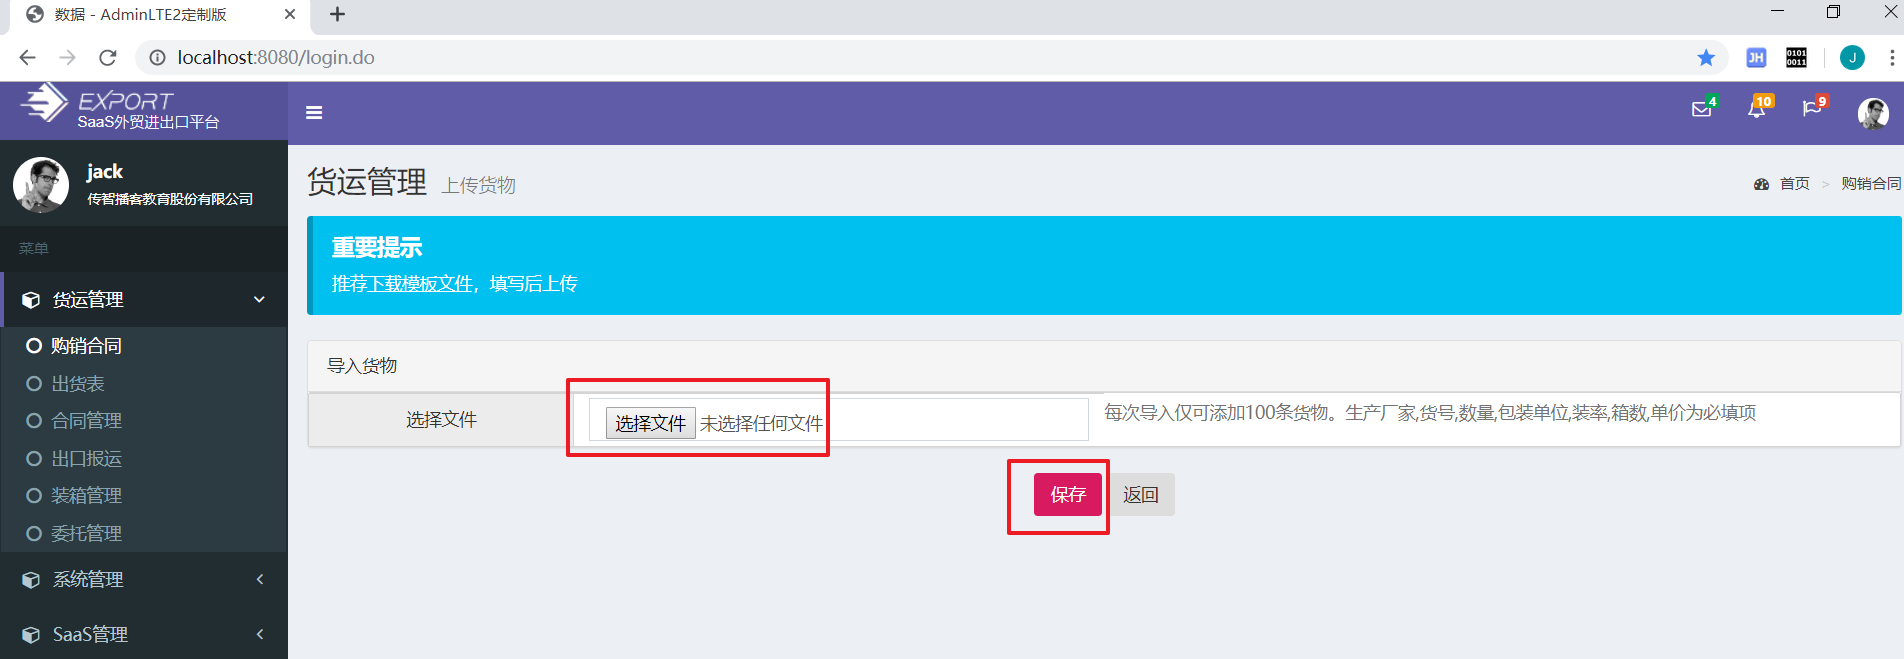 数据 - AdminLTE2定制版
localhost:8080/login.do
JH
0101
0011
J
EXPORT
SaaS外贸进出口平台
4
10
9
jack
传智播客教育股份有限公司
菜单
货运管理
购销合同
出货表
合同管理
出口报运
装箱管理
委托管理
系统管理
SaaS管理
货运管理 上传货物
首页 > 购销合同
重要提示
推荐下载模板文件，填写后上传
导入货物
选择文件
选择文件 未选择任何文件
每次导入仅可添加100条货物。生产厂家,货号,数量,包装单位,装率,箱数,单价为必填项
保存
返回